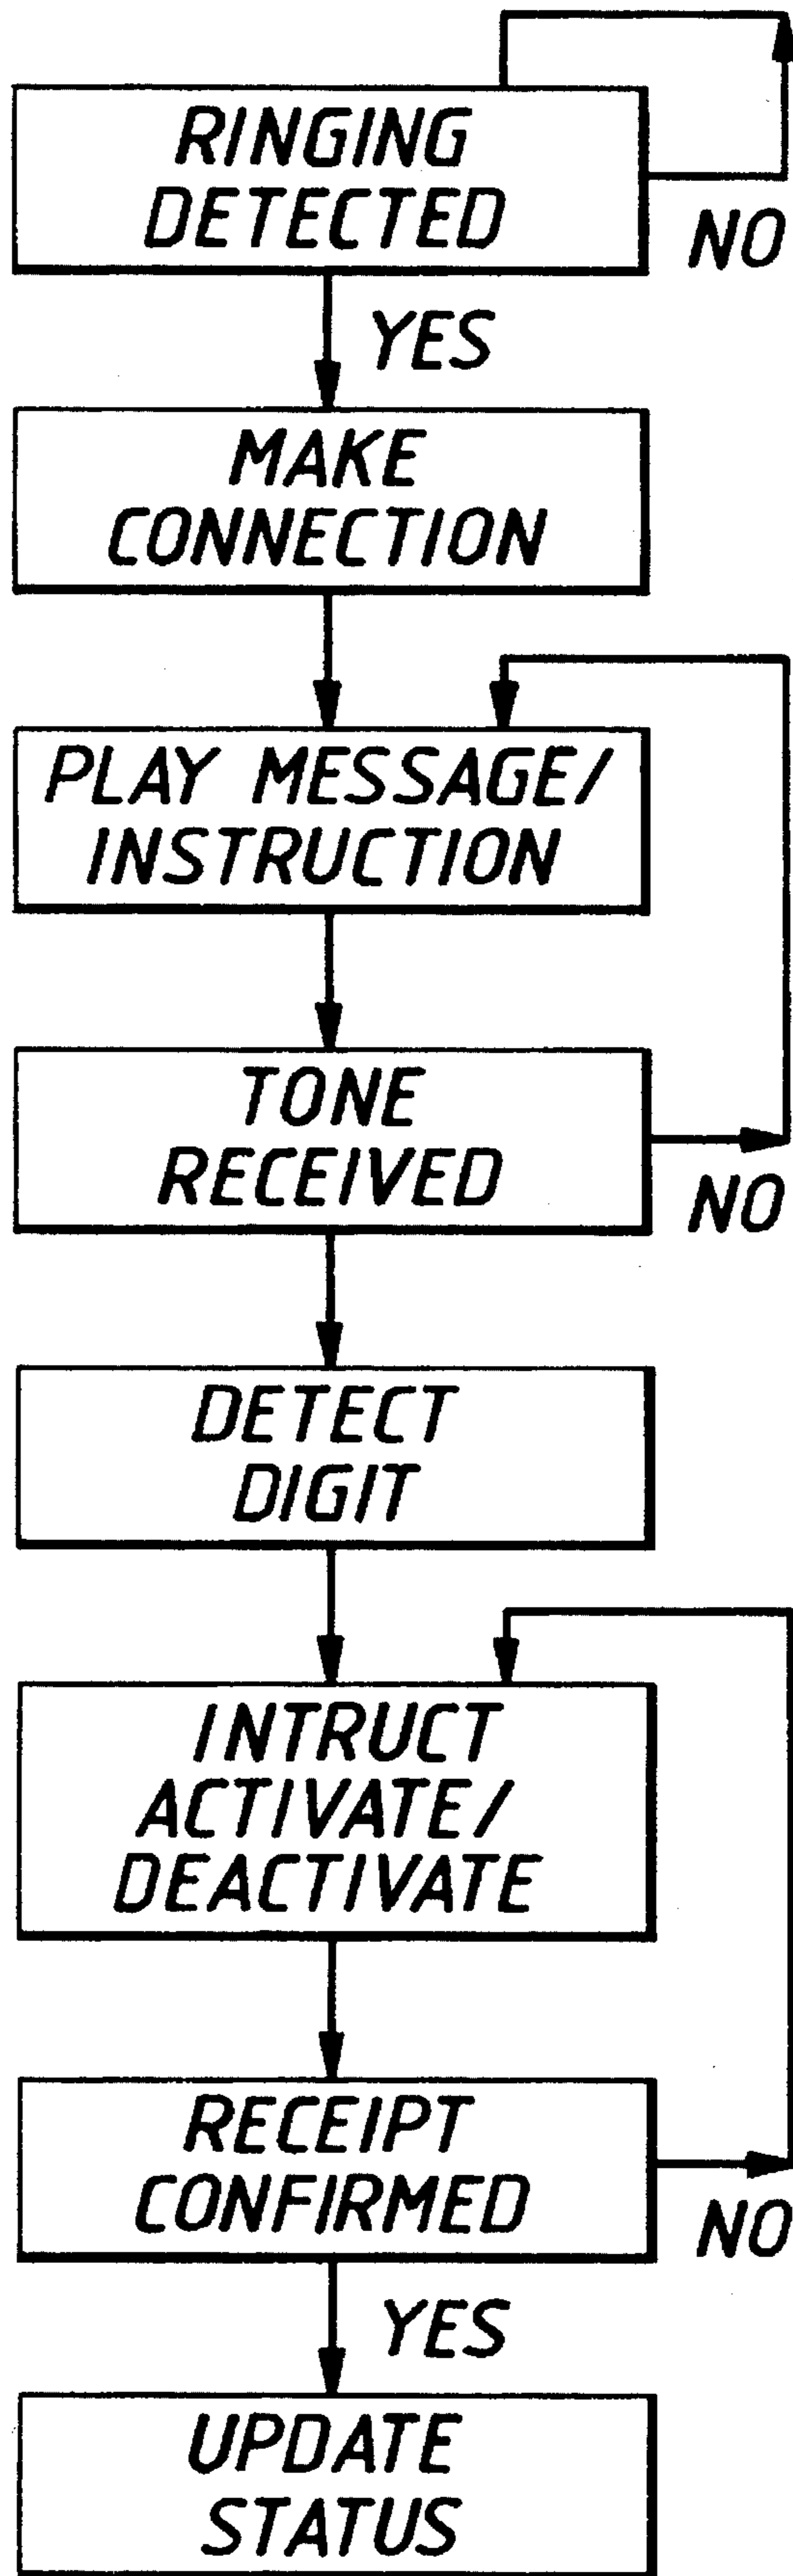 RINGING
DETECTED
NO
YES
MAKE
CONNECTION
PLAY MESSAGE/
INSTRUCTION
TONE
RECEIVED
NO
DETECT
DIGIT
INTRUCT
ACTIVATE/
DEACTIVATE
RECEIPT
CONFIRMED
NO
YES
UPDATE
STATUS